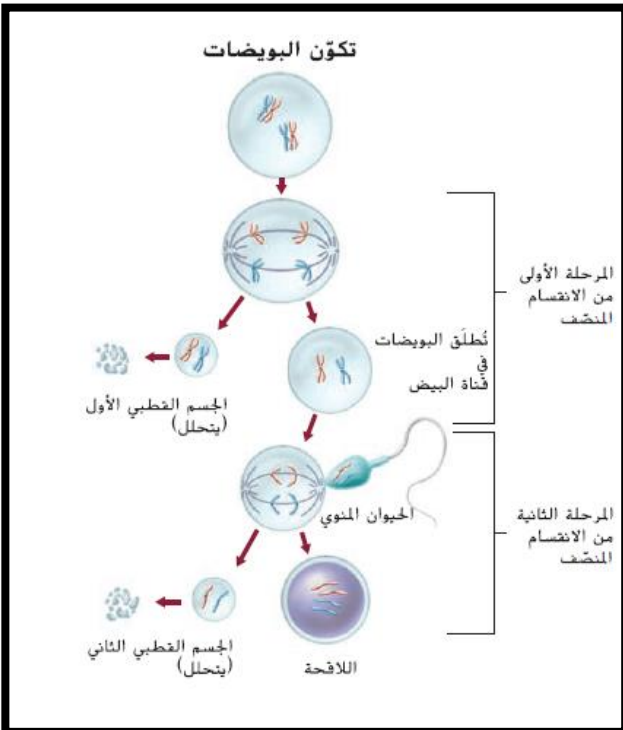 تكوّن البويضات
المرحلة الأولى
من الانقسام
المنصّف
تُطلَق البويضات
في
قناة البيض
الجسم القطبي الأول
(يتحلل)
الحيوان المنوي
المرحلة الثانية
من الانقسام
المنصّف
الجسم القطبي الثاني
(يتحلل)
اللاقحة